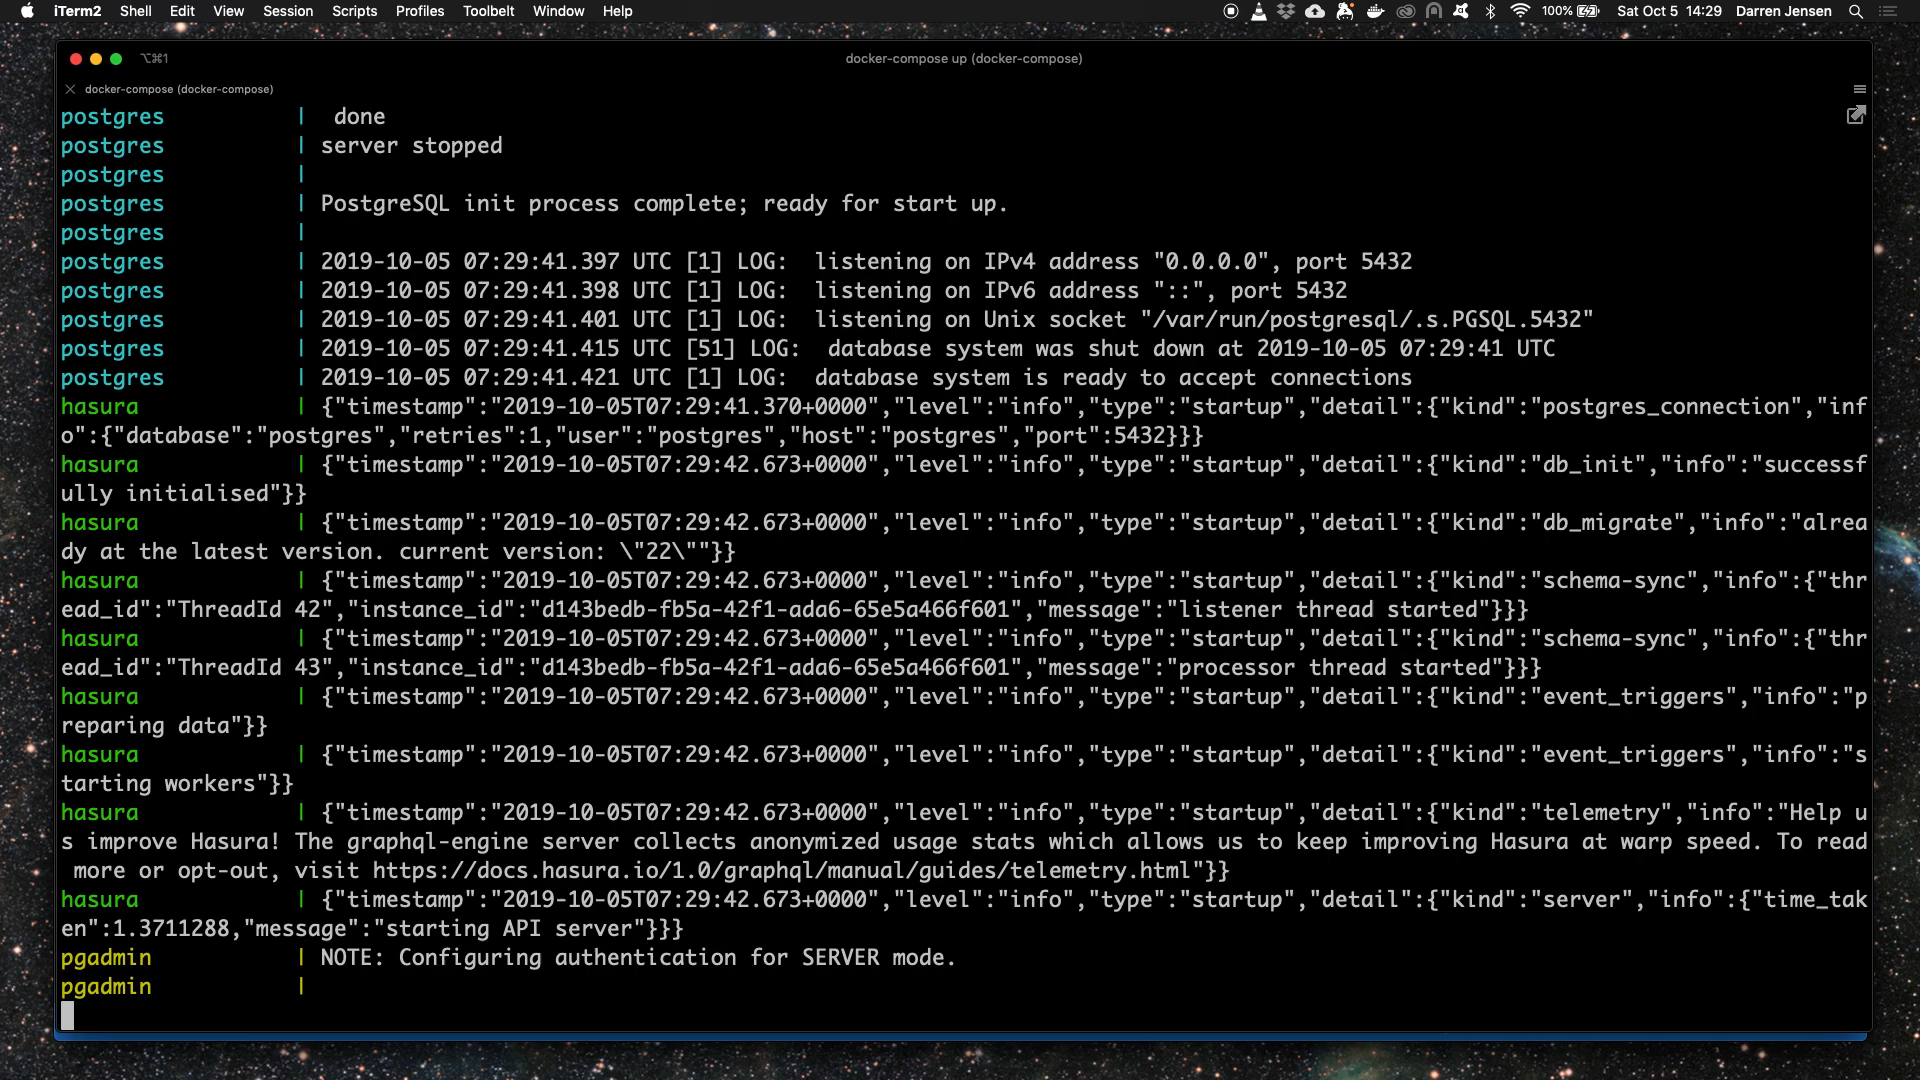 iTerm2 Shell Edit View Session Scripts Profiles Toolbelt Window Help 100% Sat Oct 5 14:29 Darren Jensen
⌥⌘1 docker-compose up (docker-compose)
docker-compose (docker-compose)
postgres | done
postgres | server stopped
postgres |
postgres | PostgreSQL init process complete; ready for start up.
postgres |
postgres | 2019-10-05 07:29:41.397 UTC [1] LOG:  listening on IPv4 address "0.0.0.0", port 5432
postgres | 2019-10-05 07:29:41.398 UTC [1] LOG:  listening on IPv6 address "::", port 5432
postgres | 2019-10-05 07:29:41.401 UTC [1] LOG:  listening on Unix socket "/var/run/postgresql/.s.PGSQL.5432"
postgres | 2019-10-05 07:29:41.415 UTC [51] LOG:  database system was shut down at 2019-10-05 07:29:41 UTC
postgres | 2019-10-05 07:29:41.421 UTC [1] LOG:  database system is ready to accept connections
hasura | {"timestamp":"2019-10-05T07:29:41.370+0000","level":"info","type":"startup","detail":{"kind":"postgres_connection","inf
o":{"database":"postgres","retries":1,"user":"postgres","host":"postgres","port":5432}}}
hasura | {"timestamp":"2019-10-05T07:29:42.673+0000","level":"info","type":"startup","detail":{"kind":"db_init","info":"successf
ully initialised"}}
hasura | {"timestamp":"2019-10-05T07:29:42.673+0000","level":"info","type":"startup","detail":{"kind":"db_migrate","info":"alrea
dy at the latest version. current version: \"22\""}}
hasura | {"timestamp":"2019-10-05T07:29:42.673+0000","level":"info","type":"startup","detail":{"kind":"schema-sync","info":{"thr
ead_id":"ThreadId 42","instance_id":"d143bedb-fb5a-42f1-ada6-65e5a466f601","message":"listener thread started"}}}
hasura | {"timestamp":"2019-10-05T07:29:42.673+0000","level":"info","type":"startup","detail":{"kind":"schema-sync","info":{"thr
ead_id":"ThreadId 43","instance_id":"d143bedb-fb5a-42f1-ada6-65e5a466f601","message":"processor thread started"}}}
hasura | {"timestamp":"2019-10-05T07:29:42.673+0000","level":"info","type":"startup","detail":{"kind":"event_triggers","info":"p
reparing data"}}
hasura | {"timestamp":"2019-10-05T07:29:42.673+0000","level":"info","type":"startup","detail":{"kind":"event_triggers","info":"s
tarting workers"}}
hasura | {"timestamp":"2019-10-05T07:29:42.673+0000","level":"info","type":"startup","detail":{"kind":"telemetry","info":"Help u
s improve Hasura! The graphql-engine server collects anonymized usage stats which allows us to keep improving Hasura at warp speed. To read
more or opt-out, visit https://docs.hasura.io/1.0/graphql/manual/guides/telemetry.html"}}
hasura | {"timestamp":"2019-10-05T07:29:42.673+0000","level":"info","type":"startup","detail":{"kind":"server","info":{"time_tak
en":1.3711288,"message":"starting API server"}}}
pgadmin | NOTE: Configuring authentication for SERVER mode.
pgadmin |